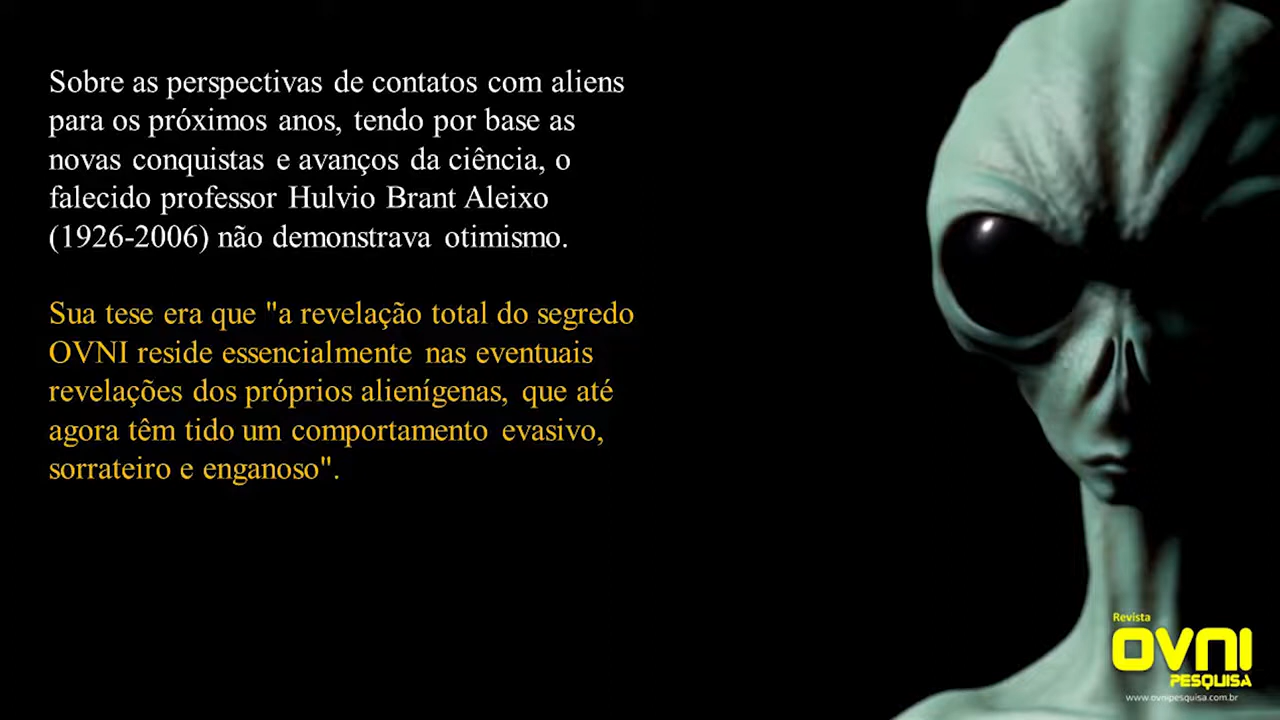 Sobre as perspectivas de contatos com aliens
para os próximos anos, tendo por base as
novas conquistas e avanços da ciência, o
falecido professor Hulvio Brant Aleixo
(1926-2006) não demonstrava otimismo.
Sua tese era que "a revelação total do segredo
OVNI reside essencialmente nas eventuais
revelações dos próprios alienígenas, que até
agora têm tido um comportamento evasivo,
sorrateiro e enganoso".
Revista
OVNI
PESQUISA
www.ovnipesquisa.com.br